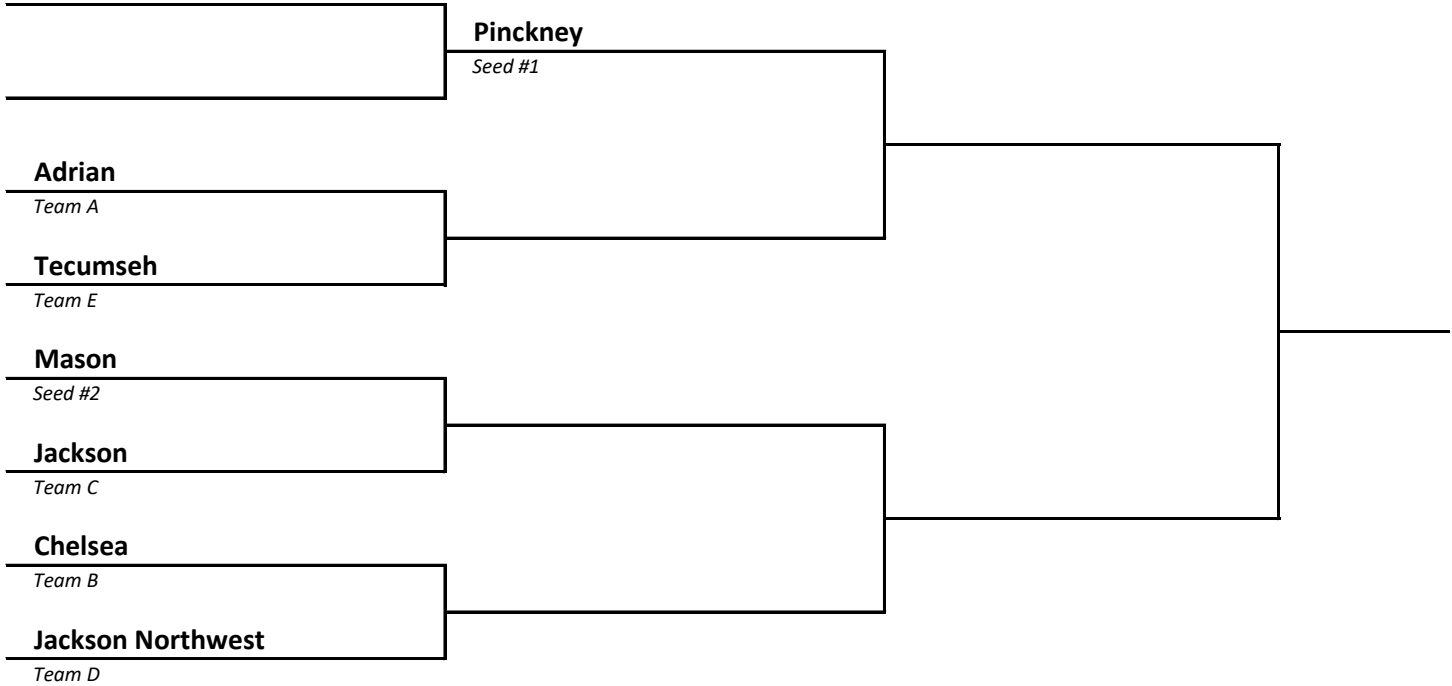 Pinckney
Seed #1
Adrian
Team A
Tecumseh
Team E
Mason
Seed #2
Jackson
Team C
Chelsea
Team B
Jackson Northwest
Team D